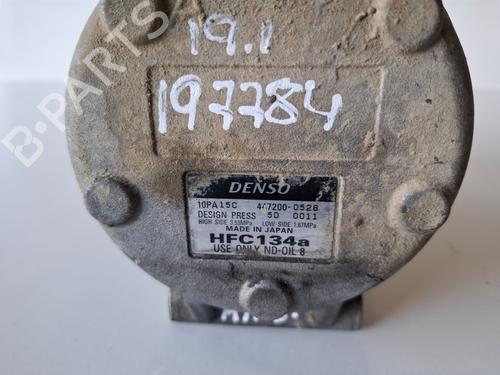 19.1
197784
B-PARTS
DENSO
10PA15C 447200-0526
DESIGN PRESS 5D 0011
HIGH SIDE 3.53MPa LOW SIDE 1.67MPa
MADE IN JAPAN
HFC134a
USE ONLY ND-OIL 8